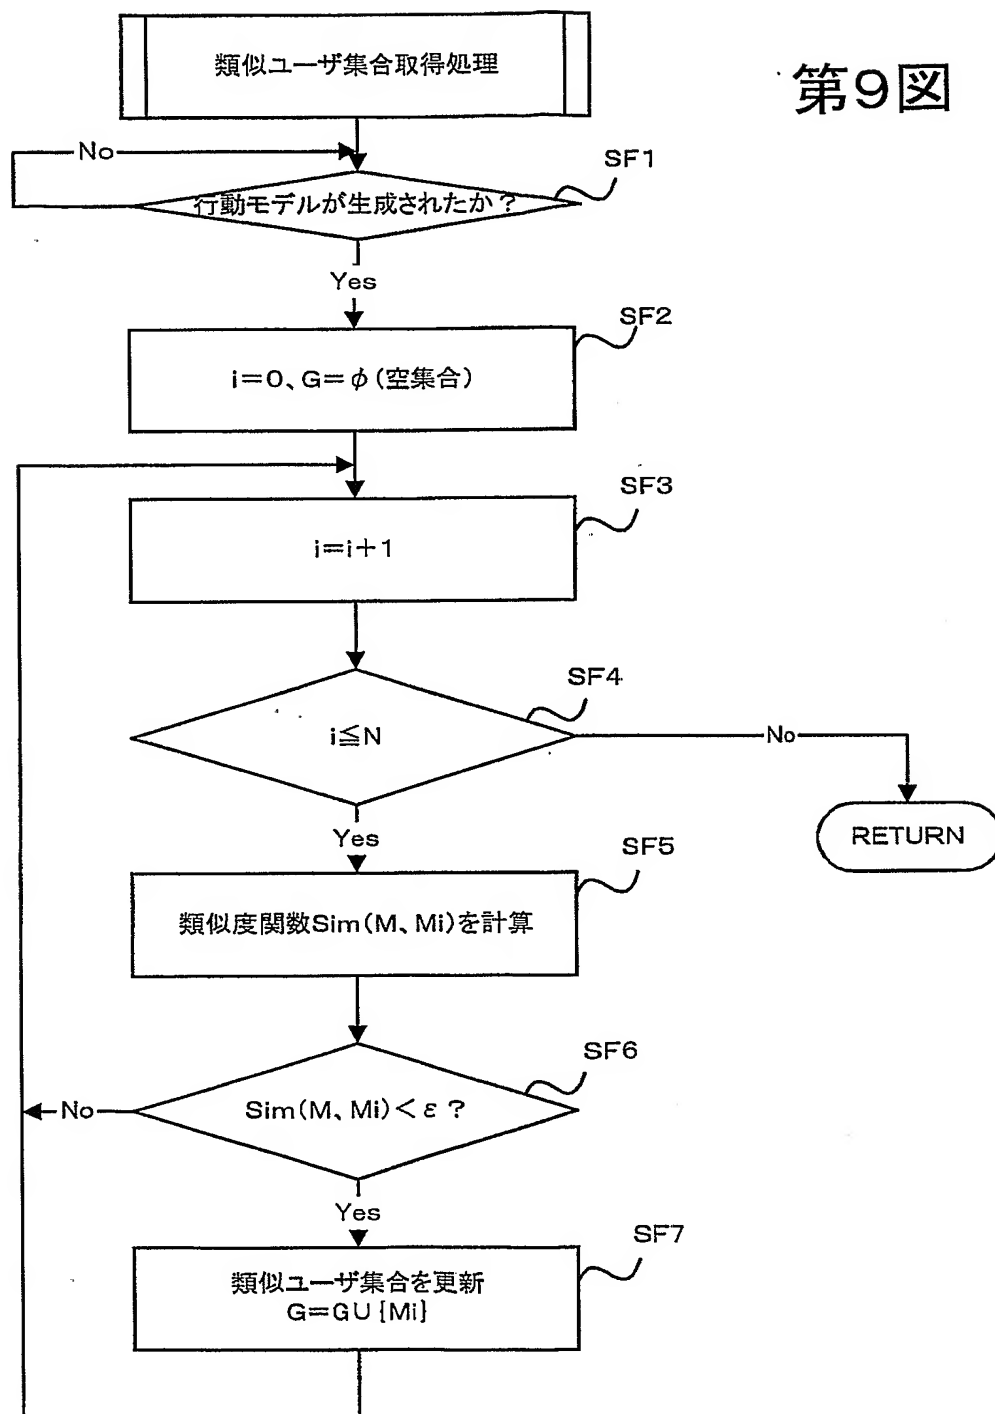 類似ユーザ集合取得処理
第9図
No
SF1
行動モデルが生成されたか？
Yes
SF2
i＝0、G＝φ(空集合)
SF3
i＝i＋1
SF4
i≦N
No
Yes
RETURN
SF5
類似度関数Sim(M、Mi)を計算
SF6
No
Sim(M、Mi)＜ε？
Yes
SF7
類似ユーザ集合を更新
G＝G∪{Mi}